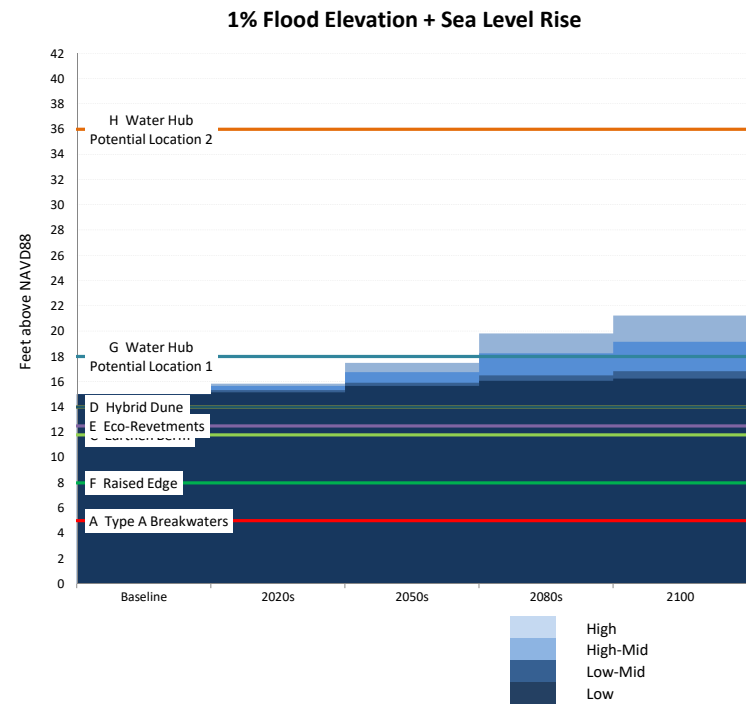 1% Flood Elevation + Sea Level Rise
42
40
38
36
34
32
30
28
26
24
22
20
18
16
14
12
10
8
6
4
2
0
Feet above NAVD88
H Water Hub
Potential Location 2
G Water Hub
Potential Location 1
D Hybrid Dune
E Eco-Revetments
F Raised Edge
A Type A Breakwaters
Baseline
2020s
2050s
2080s
2100
High
High-Mid
Low-Mid
Low